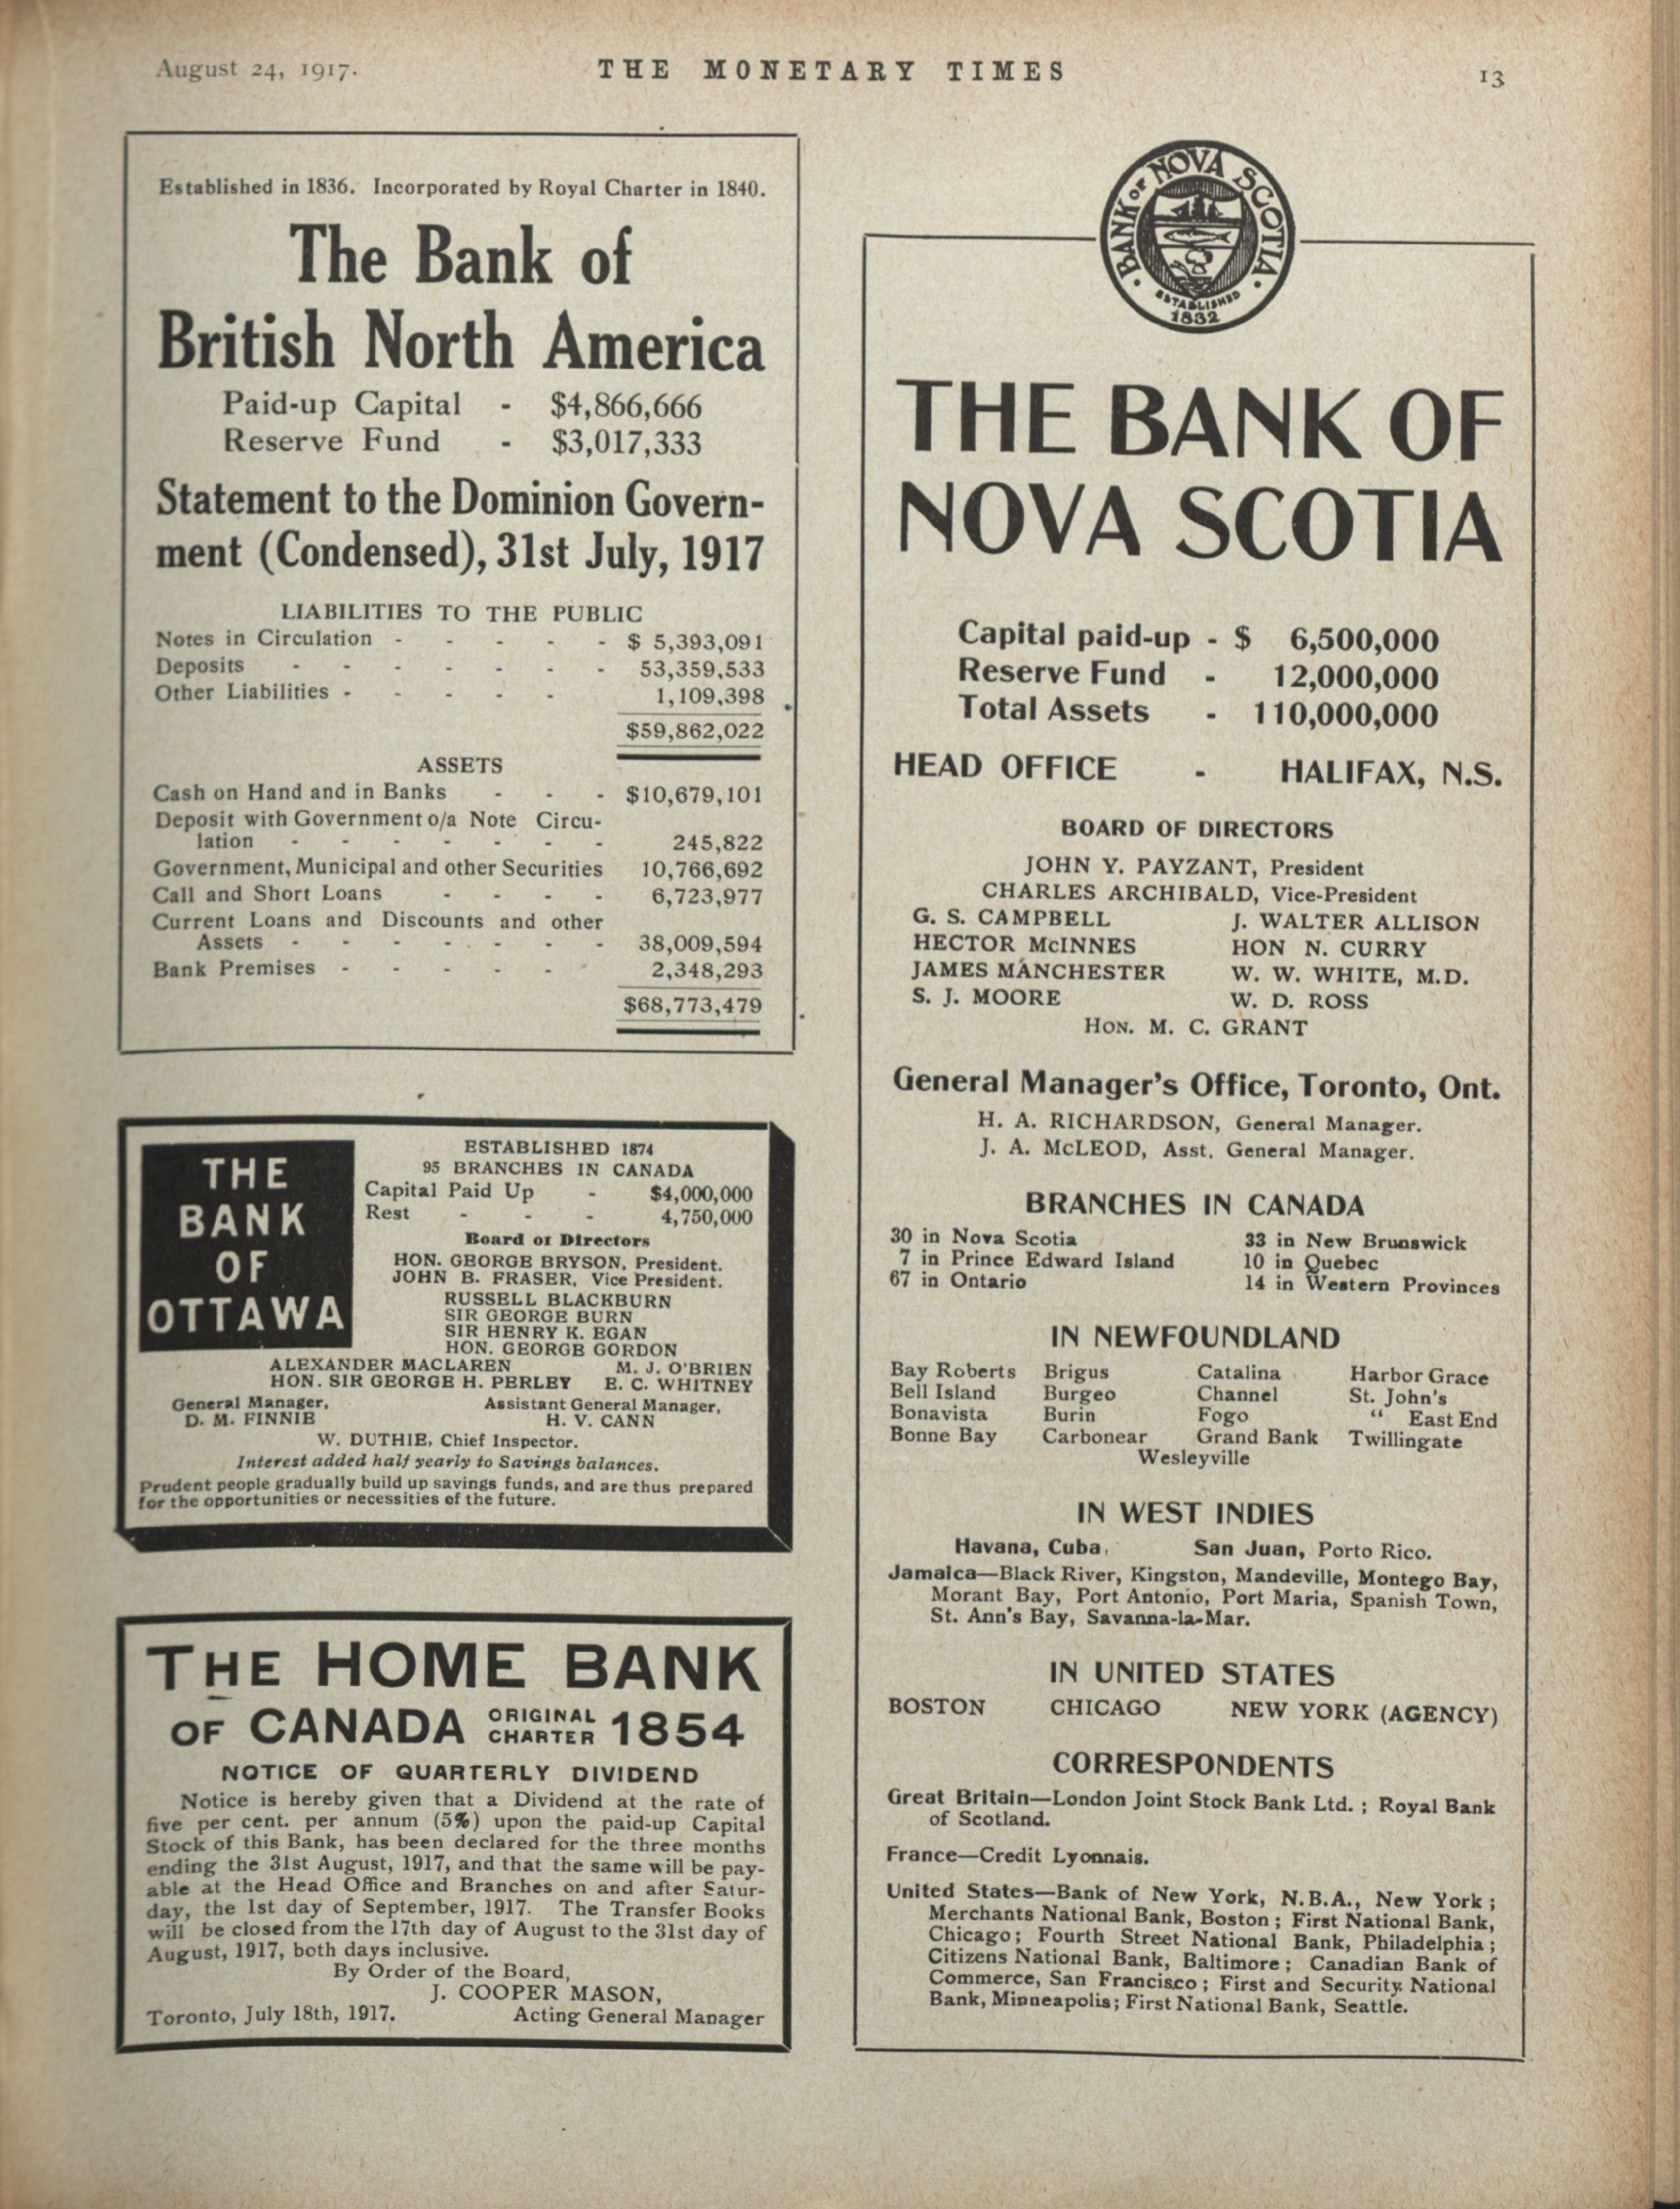 August 24, 1917.
THE MONETARY TIMES
13
Established in 1836. Incorporated by Royal Charter in 1840.
The Bank of
British North America
Paid-up Capital - $4,866,666
Reserve Fund - $3,017,333
Statement to the Dominion Govern-
ment (Condensed), 31st July, 1917
LIABILITIES TO THE PUBLIC
Notes in Circulation - - - - - $ 5,393,091
Deposits - - - - - - - 53,359,533
Other Liabilities - - - - - 1,109,398
$59,862,022
ASSETS
Cash on Hand and in Banks - - - $10,679,101
Deposit with Government o/a Note Circu-
lation - - - - - - - 245,822
Government, Municipal and other Securities 10,766,692
Call and Short Loans - - - - 6,723,977
Current Loans and Discounts and other
Assets - - - - - - - 38,009,594
Bank Premises - - - - - 2,348,293
$68,773,479
THE
BANK
OF
OTTAWA
ESTABLISHED 1874
95 BRANCHES IN CANADA
Capital Paid Up - $4,000,000
Rest - - - 4,750,000
Board of Directors
HON. GEORGE BRYSON, President.
JOHN B. FRASER, Vice President.
RUSSELL BLACKBURN
SIR GEORGE BURN
SIR HENRY K. EGAN
HON. GEORGE GORDON
ALEXANDER MACLAREN M. J. O'BRIEN
HON. SIR GEORGE H. PERLEY E. C. WHITNEY
General Manager, Assistant General Manager,
D. M. FINNIE H. V. CANN
W. DUTHIE, Chief Inspector.
Interest added half yearly to Savings balances.
Prudent people gradually build up savings funds, and are thus prepared
for the opportunities or necessities of the future.
THE HOME BANK
OF CANADA ORIGINAL CHARTER 1854
NOTICE OF QUARTERLY DIVIDEND
Notice is hereby given that a Dividend at the rate of
five per cent. per annum (5%) upon the paid-up Capital
Stock of this Bank, has been declared for the three months
ending the 31st August, 1917, and that the same will be pay-
able at the Head Office and Branches on and after Satur-
day, the 1st day of September, 1917. The Transfer Books
will be closed from the 17th day of August to the 31st day of
August, 1917, both days inclusive.
By Order of the Board,
J. COOPER MASON,
Toronto, July 18th, 1917. Acting General Manager
BANK OF NOVA SCOTIA
ESTABLISHED
1832
THE BANK OF
NOVA SCOTIA
Capital paid-up - $ 6,500,000
Reserve Fund - 12,000,000
Total Assets - 110,000,000
HEAD OFFICE - HALIFAX, N.S.
BOARD OF DIRECTORS
JOHN Y. PAYZANT, President
CHARLES ARCHIBALD, Vice-President
G. S. CAMPBELL J. WALTER ALLISON
HECTOR McINNES HON N. CURRY
JAMES MANCHESTER W. W. WHITE, M.D.
S. J. MOORE W. D. ROSS
HON. M. C. GRANT
General Manager's Office, Toronto, Ont.
H. A. RICHARDSON, General Manager.
J. A. McLEOD, Asst. General Manager.
BRANCHES IN CANADA
30 in Nova Scotia 33 in New Brunswick
7 in Prince Edward Island 10 in Quebec
67 in Ontario 14 in Western Provinces
IN NEWFOUNDLAND
Bay Roberts Brigus Catalina Harbor Grace
Bell Island Burgeo Channel St. John's
Bonavista Burin Fogo " East End
Bonne Bay Carbonear Grand Bank Twillingate
Wesleyville
IN WEST INDIES
Havana, Cuba, San Juan, Porto Rico.
Jamaica—Black River, Kingston, Mandeville, Montego Bay,
Morant Bay, Port Antonio, Port Maria, Spanish Town,
St. Ann's Bay, Savanna-la-Mar.
IN UNITED STATES
BOSTON CHICAGO NEW YORK (AGENCY)
CORRESPONDENTS
Great Britain—London Joint Stock Bank Ltd. ; Royal Bank
of Scotland.
France—Credit Lyonnais.
United States—Bank of New York, N.B.A., New York ;
Merchants National Bank, Boston ; First National Bank,
Chicago ; Fourth Street National Bank, Philadelphia ;
Citizens National Bank, Baltimore ; Canadian Bank of
Commerce, San Francisco ; First and Security National
Bank, Minneapolis ; First National Bank, Seattle.